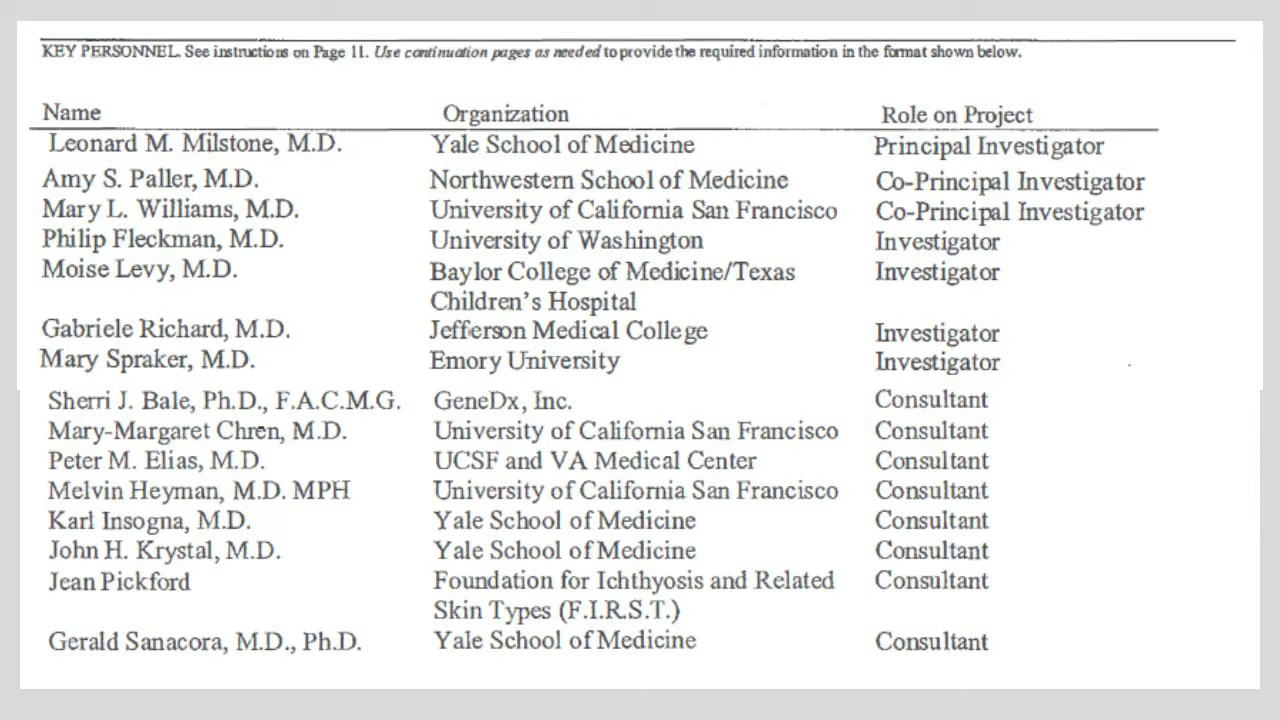 KEY PERSONNEL. See instructions on Page 11. Use continuation pages as needed to provide the required information in the format shown below.
Name Organization Role on Project
Leonard M. Milstone, M.D. Yale School of Medicine Principal Investigator
Amy S. Paller, M.D. Northwestern School of Medicine Co-Principal Investigator
Mary L. Williams, M.D. University of California San Francisco Co-Principal Investigator
Philip Fleckman, M.D. University of Washington Investigator
Moise Levy, M.D. Baylor College of Medicine/Texas Investigator
Children's Hospital
Gabriele Richard, M.D. Jefferson Medical College Investigator
Mary Spraker, M.D. Emory University Investigator
Sherri J. Bale, Ph.D., F.A.C.M.G. GeneDx, Inc. Consultant
Mary-Margaret Chren, M.D. University of California San Francisco Consultant
Peter M. Elias, M.D. UCSF and VA Medical Center Consultant
Melvin Heyman, M.D. MPH University of California San Francisco Consultant
Karl Insogna, M.D. Yale School of Medicine Consultant
John H. Krystal, M.D. Yale School of Medicine Consultant
Jean Pickford Foundation for Ichthyosis and Related Consultant
Skin Types (F.I.R.S.T.)
Gerald Sanacora, M.D., Ph.D. Yale School of Medicine Consultant